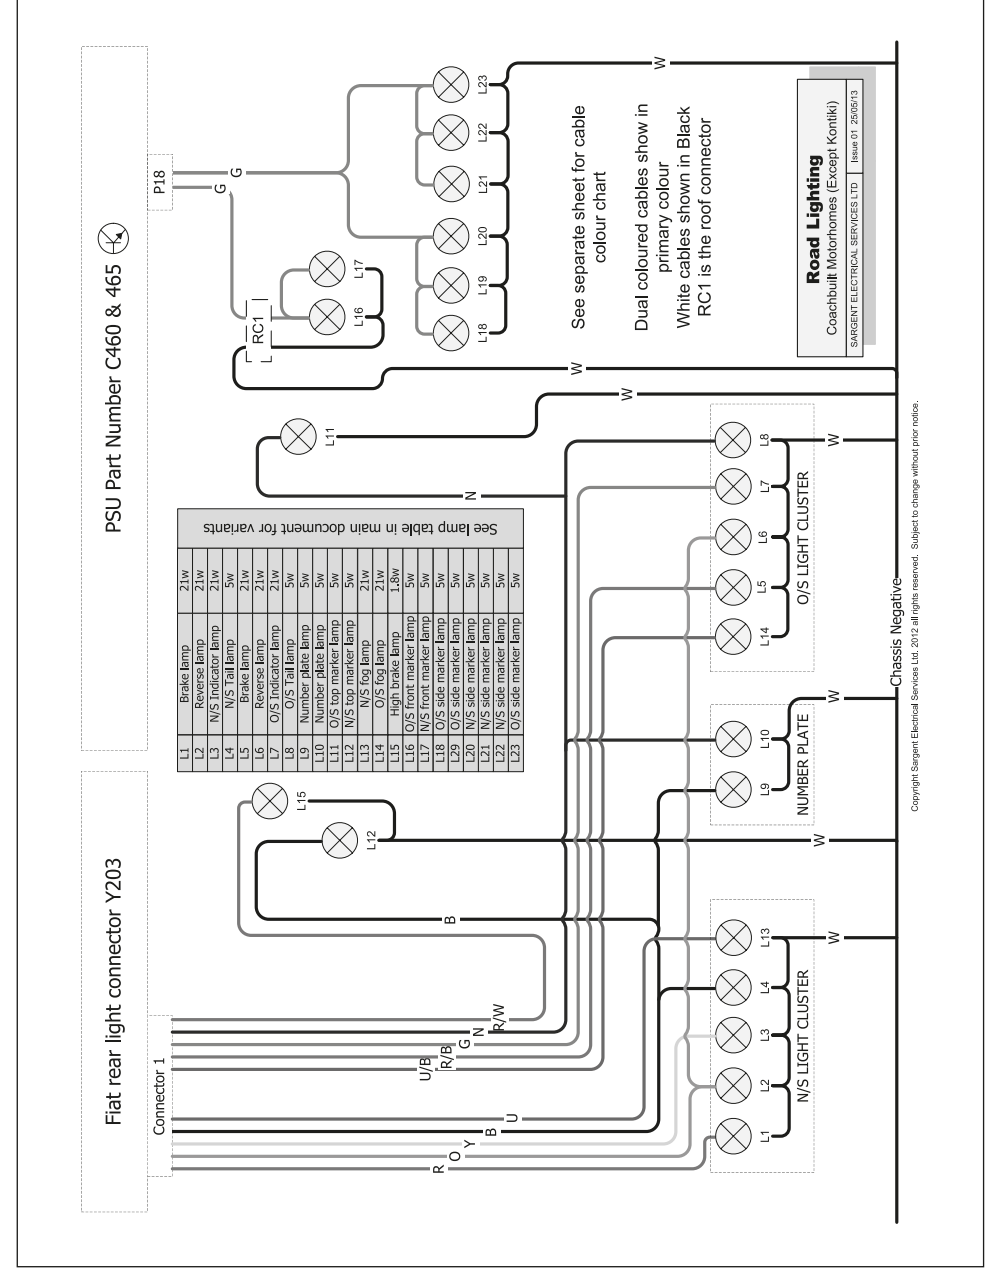 PSU Part Number C460 & 465
P18
G
G
RC1
L17
L16
L23
L22
L21
L20
L19
L18
W
See separate sheet for cable
colour chart
Dual coloured cables show in
primary colour
White cables shown in Black
RC1 is the roof connector
Road Lighting
Coachbuilt Motorhomes (Except Kontiki)
SARGENT ELECTRICAL SERVICES LTD
Issue 01 25/05/13
W
W
L11
N
See lamp table in main document for variants
L1 Brake lamp 21w
L2 Reverse lamp 21w
L3 N/S Indicator lamp 21w
L4 N/S Tail lamp 5w
L5 Brake lamp 21w
L6 Reverse lamp 21w
L7 O/S Indicator lamp 21w
L8 O/S Tail lamp 5w
L9 Number plate lamp 5w
L10 Number plate lamp 5w
L11 O/S top marker lamp 5w
L12 N/S top marker lamp 5w
L13 N/S fog lamp 21w
L14 O/S fog lamp 21w
L15 High brake lamp 1.8w
L16 O/S front marker lamp 5w
L17 N/S front marker lamp 5w
L18 O/S side marker lamp 5w
L29 O/S side marker lamp 5w
L20 N/S side marker lamp 5w
L21 N/S side marker lamp 5w
L22 N/S side marker lamp 5w
L23 O/S side marker lamp 5w
L8
L7
L6
L5
L14
O/S LIGHT CLUSTER
W
L10
L9
NUMBER PLATE
W
Chassis Negative
Fiat rear light connector Y203
Connector 1
L15
L12
W
B
R/W
N
G
R/B
U/B
U
B
Y
O
R
L13
L4
L3
L2
L1
N/S LIGHT CLUSTER
W
Copyright Sargent Electrical Services Ltd. 2012 all rights reserved. Subject to change without prior notice.